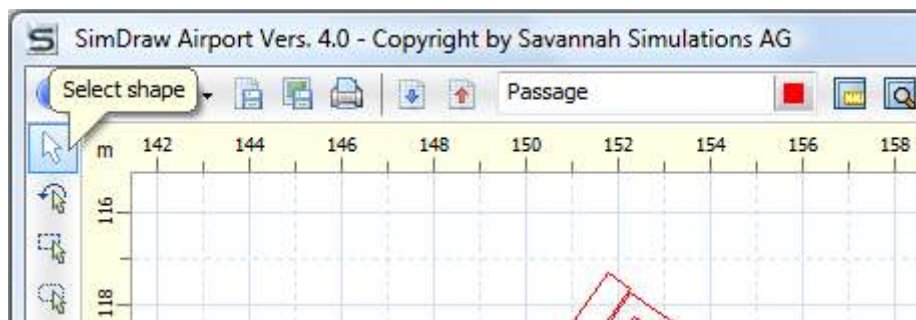 SimDraw Airport Vers. 4.0 - Copyright by Savannah Simulations AG
Select shape
Passage
m 142 144 146 148 150 152 154 156 158
116
118